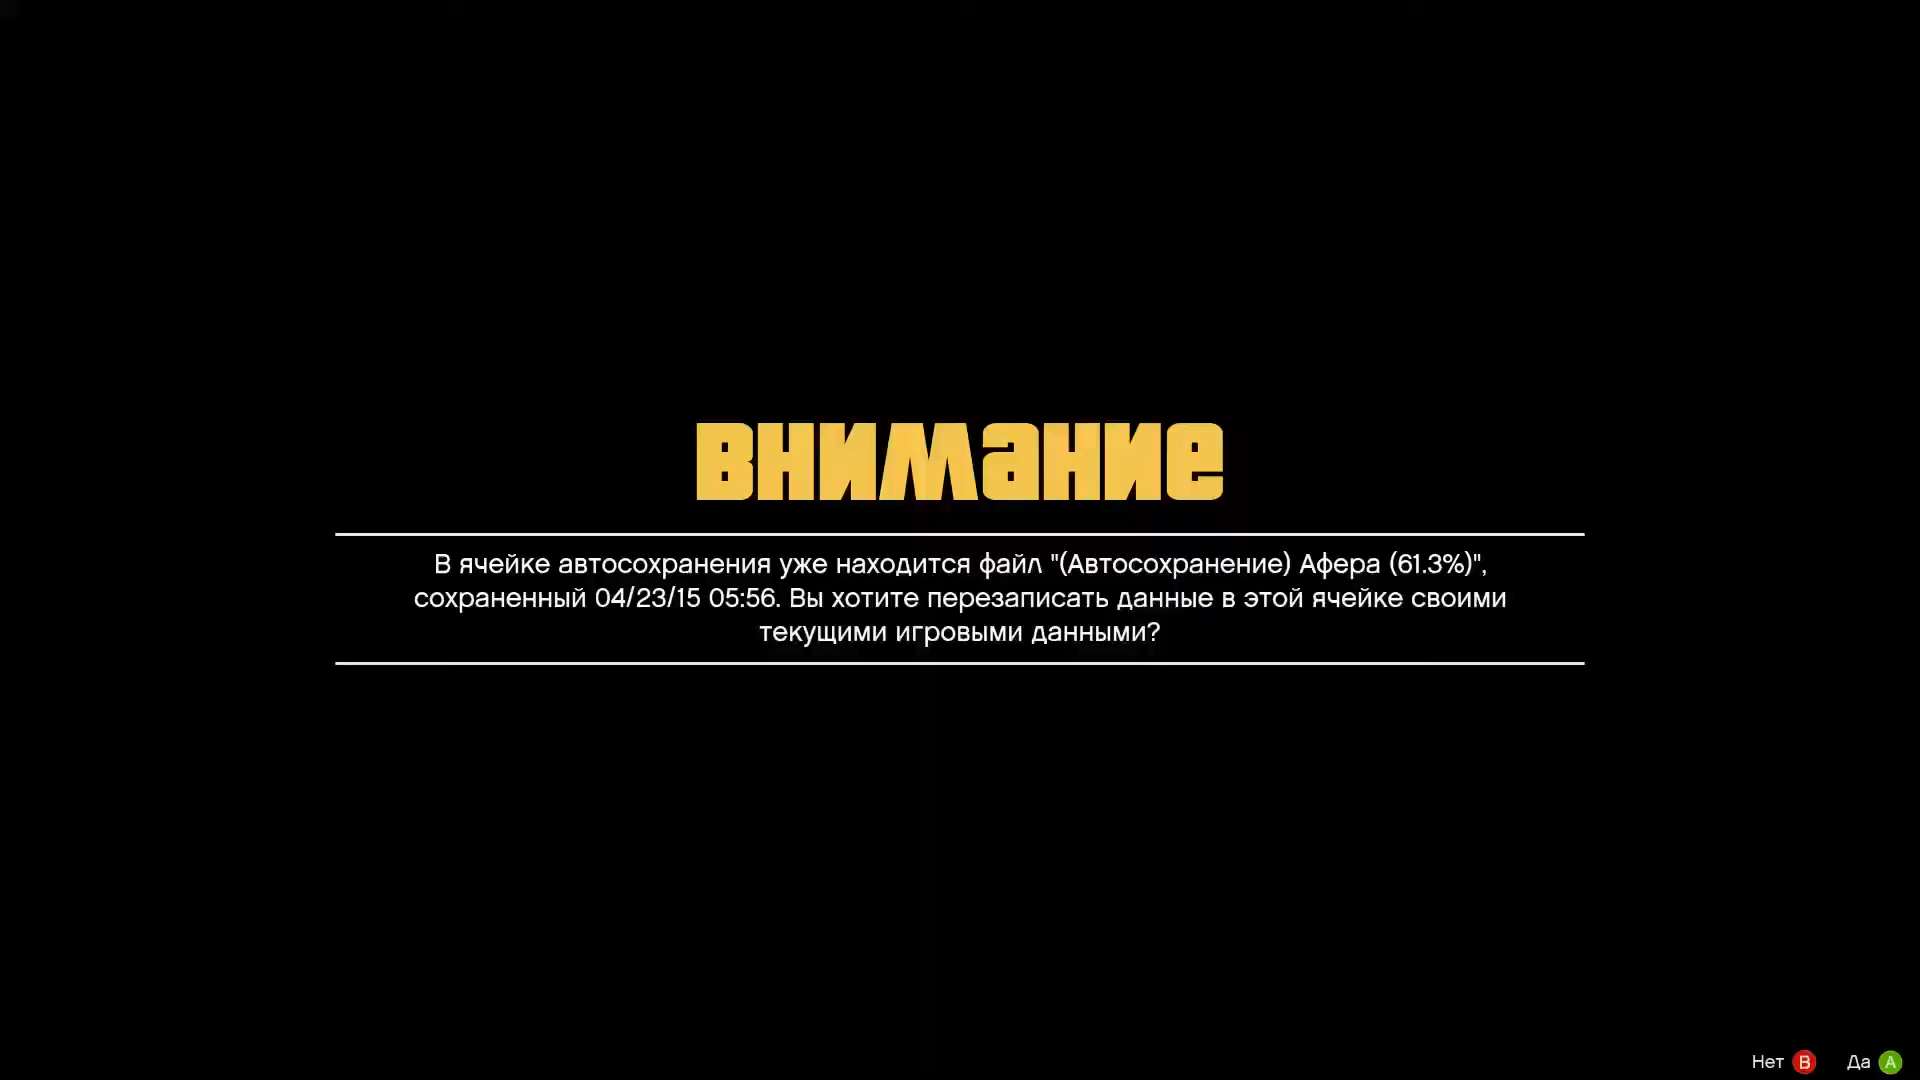 внимание
В ячейке автосохранения уже находится файл "(Автосохранение) Афера (61.3%)",
сохраненный 04/23/15 05:56. Вы хотите перезаписать данные в этой ячейке своими
текущими игровыми данными?
Нет B Да A